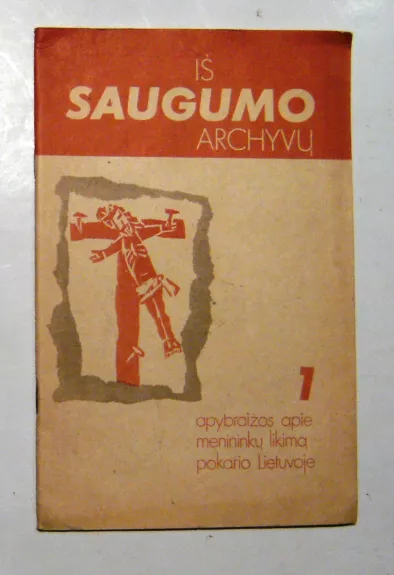 IŠ
SAUGUMO
ARCHYVŲ
1
apybraižos apie
menininkų likimą
pokario Lietuvoje